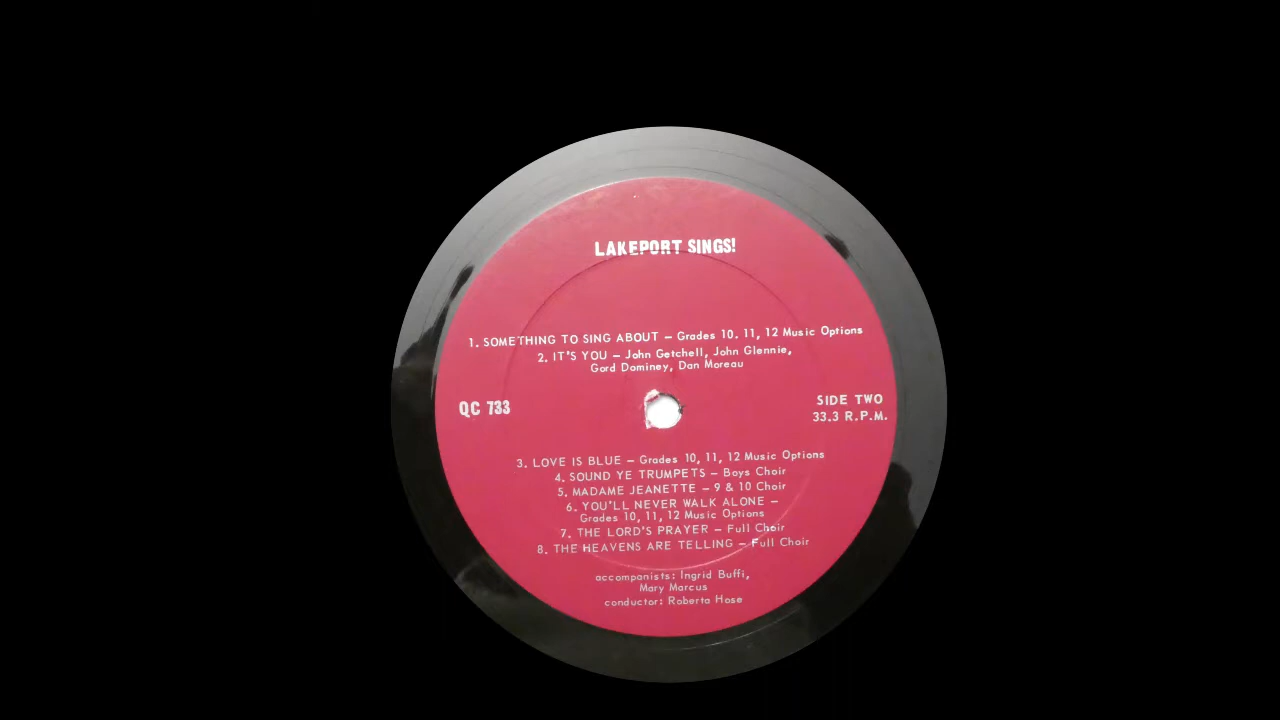 LAKEPORT SINGS!
1. SOMETHING TO SING ABOUT – Grades 10, 11, 12 Music Options
2. IT'S YOU – John Getchell, John Glennie,
Gord Dominey, Dan Moreau
QC 733
SIDE TWO
33.3 R.P.M.
3. LOVE IS BLUE – Grades 10, 11, 12 Music Options
4. SOUND YE TRUMPETS – Boys Choir
5. MADAME JEANETTE – 9 & 10 Choir
6. YOU'LL NEVER WALK ALONE –
Grades 10, 11, 12 Music Options
7. THE LORD'S PRAYER – Full Choir
8. THE HEAVENS ARE TELLING – Full Choir
accompanists: Ingrid Buffi,
Mary Marcus
conductor: Roberta Hose